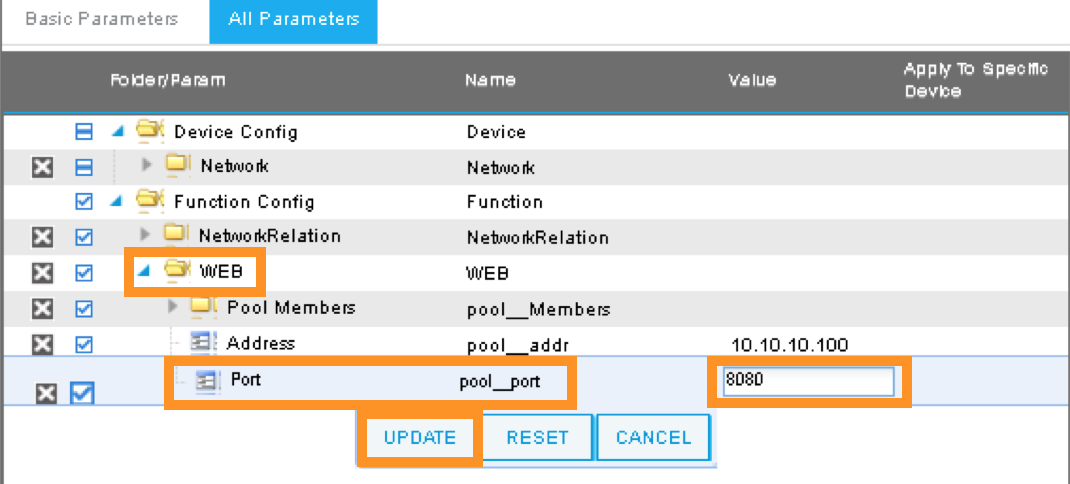 Basic Parameters All Parameters
Folder/Param Name Value Apply To Specific
Device
Device Config Device
Network Network
Function Config Function
NetworkRelation NetworkRelation
WEB WEB
Pool Members pool__Members
Address pool__addr 10.10.10.100
Port pool__port 8080
UPDATE RESET CANCEL